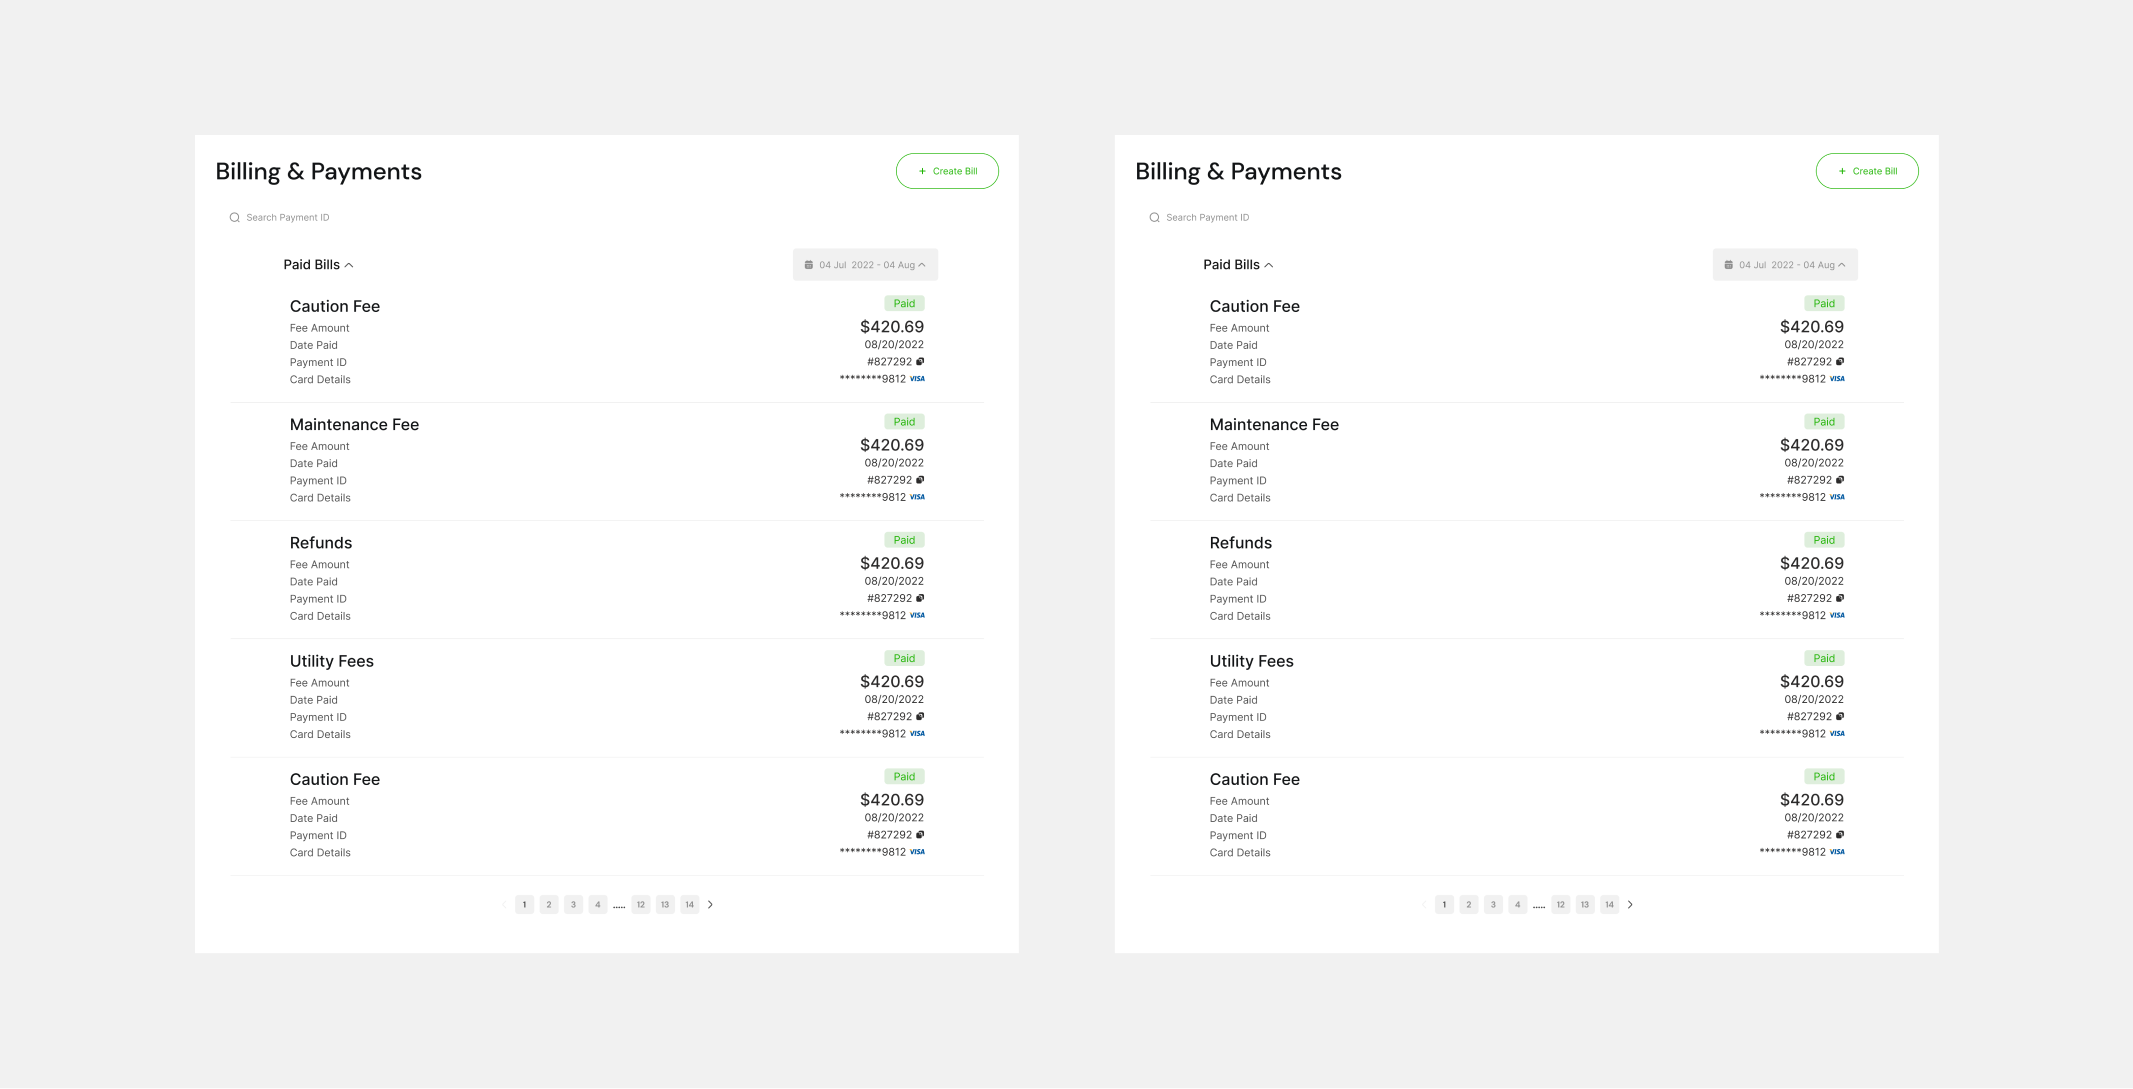 Billing & Payments
+ Create Bill
Search Payment ID
Paid Bills
04 Jul 2022 - 04 Aug
Caution Fee
Paid
Fee Amount
$420.69
Date Paid
08/20/2022
Payment ID
#827292
Card Details
********9812 VISA
Maintenance Fee
Paid
Fee Amount
$420.69
Date Paid
08/20/2022
Payment ID
#827292
Card Details
********9812 VISA
Refunds
Paid
Fee Amount
$420.69
Date Paid
08/20/2022
Payment ID
#827292
Card Details
********9812 VISA
Utility Fees
Paid
Fee Amount
$420.69
Date Paid
08/20/2022
Payment ID
#827292
Card Details
********9812 VISA
Caution Fee
Paid
Fee Amount
$420.69
Date Paid
08/20/2022
Payment ID
#827292
Card Details
********9812 VISA
1 2 3 4 ..... 12 13 14
Billing & Payments
+ Create Bill
Search Payment ID
Paid Bills
04 Jul 2022 - 04 Aug
Caution Fee
Paid
Fee Amount
$420.69
Date Paid
08/20/2022
Payment ID
#827292
Card Details
********9812 VISA
Maintenance Fee
Paid
Fee Amount
$420.69
Date Paid
08/20/2022
Payment ID
#827292
Card Details
********9812 VISA
Refunds
Paid
Fee Amount
$420.69
Date Paid
08/20/2022
Payment ID
#827292
Card Details
********9812 VISA
Utility Fees
Paid
Fee Amount
$420.69
Date Paid
08/20/2022
Payment ID
#827292
Card Details
********9812 VISA
Caution Fee
Paid
Fee Amount
$420.69
Date Paid
08/20/2022
Payment ID
#827292
Card Details
********9812 VISA
1 2 3 4 ..... 12 13 14